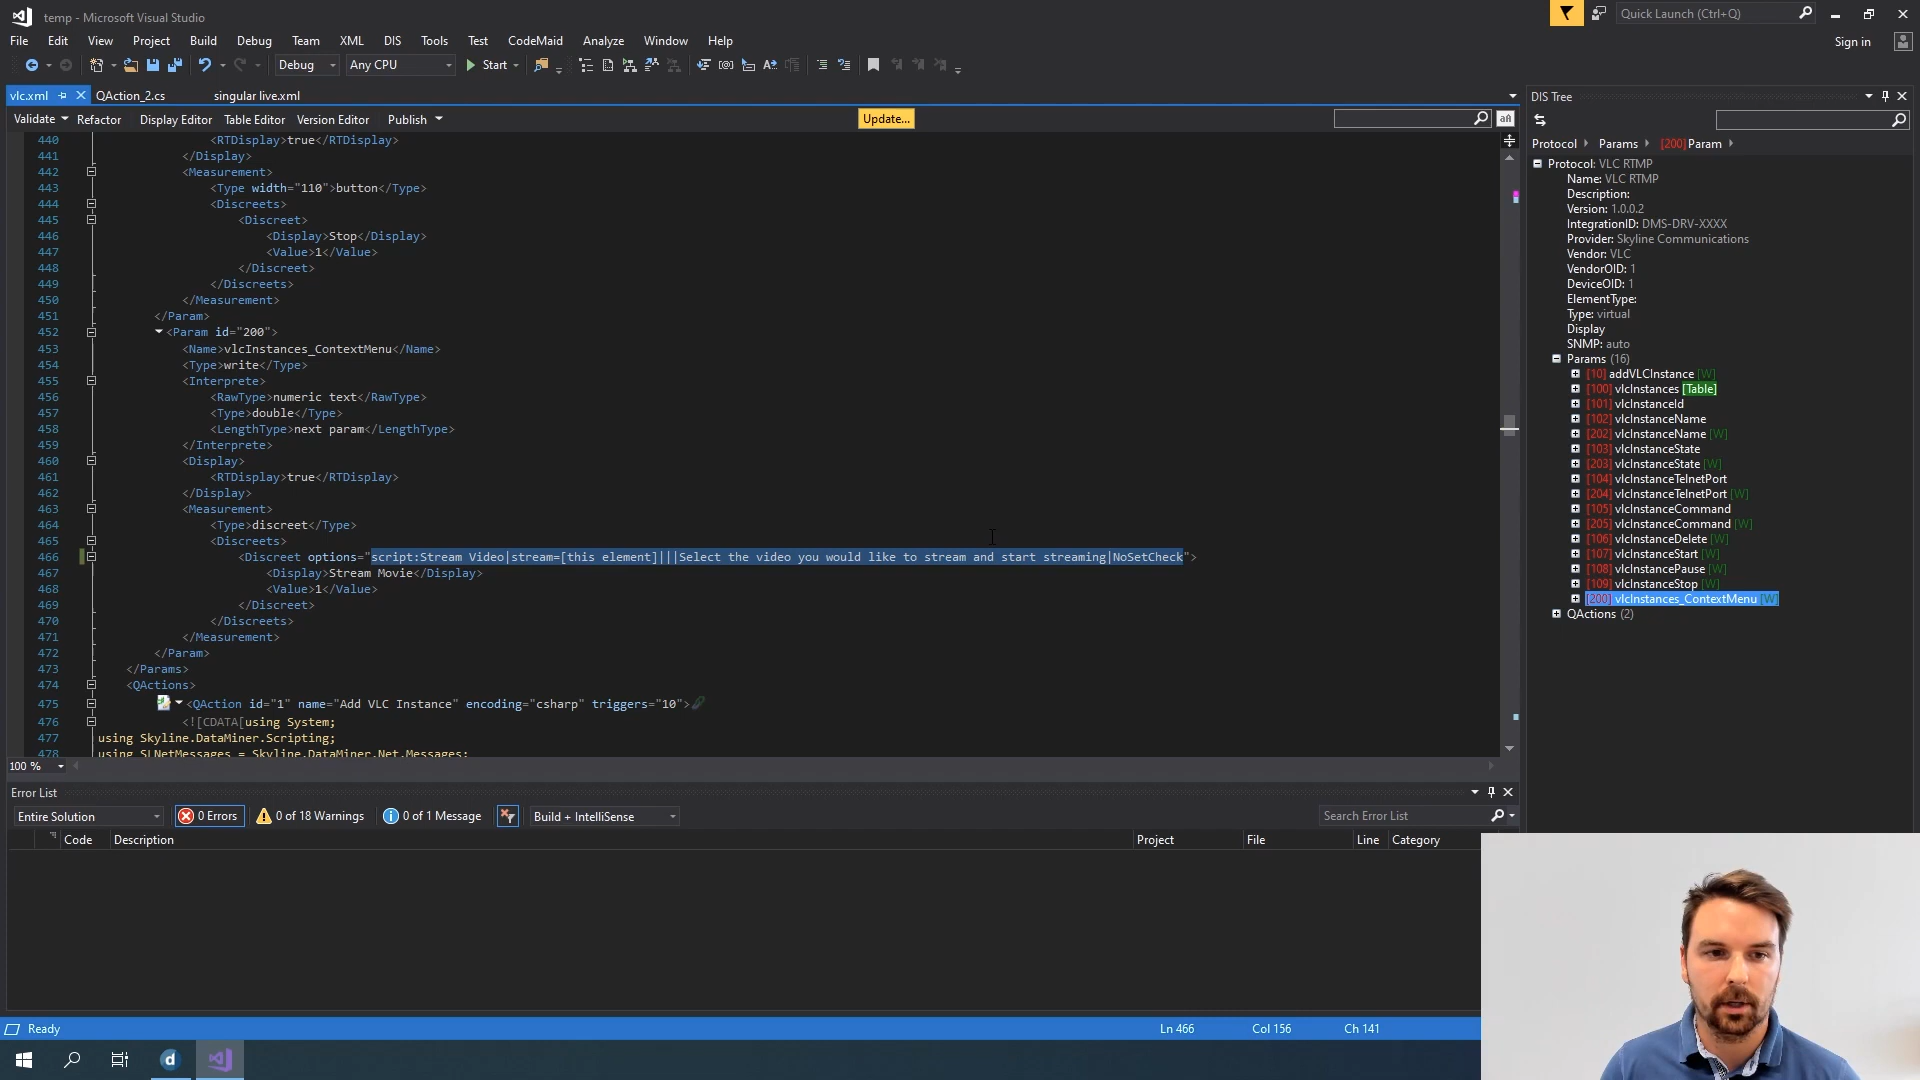 temp - Microsoft Visual Studio
Quick Launch (Ctrl+Q)
File Edit View Project Build Debug Team XML DIS Tools Test CodeMaid Analyze Window Help
Sign in
Debug Any CPU Start
vlc.xml QAction_2.cs singular live.xml
Validate Refactor Display Editor Table Editor Version Editor Publish Update...
440 <RTDisplay>true</RTDisplay>
441 </Display>
442 <Measurement>
443 <Type width="110">button</Type>
444 <Discreets>
445 <Discreet>
446 <Display>Stop</Display>
447 <Value>1</Value>
448 </Discreet>
449 </Discreets>
450 </Measurement>
451 </Param>
452 <Param id="200">
453 <Name>vlcInstances_ContextMenu</Name>
454 <Type>write</Type>
455 <Interprete>
456 <RawType>numeric text</RawType>
457 <Type>double</Type>
458 <LengthType>next param</LengthType>
459 </Interprete>
460 <Display>
461 <RTDisplay>true</RTDisplay>
462 </Display>
463 <Measurement>
464 <Type>discreet</Type>
465 <Discreets>
466 <Discreet options="script:Stream Video|stream=[this element]|||Select the video you would like to stream and start streaming|NoSetCheck">
467 <Display>Stream Movie</Display>
468 <Value>1</Value>
469 </Discreet>
470 </Discreets>
471 </Measurement>
472 </Param>
473 </Params>
474 <QActions>
475 <QAction id="1" name="Add VLC Instance" encoding="csharp" triggers="10">
476 <![CDATA[using System;
477 using Skyline.DataMiner.Scripting;
478 using SLNetMessages = Skyline.DataMiner.Net.Messages;
100 %
DIS Tree
Protocol Params [200] Param
Protocol: VLC RTMP
Name: VLC RTMP
Description:
Version: 1.0.0.2
IntegrationID: DMS-DRV-XXXX
Provider: Skyline Communications
Vendor: VLC
VendorOID: 1
DeviceOID: 1
ElementType:
Type: virtual
Display
SNMP: auto
Params (16)
[10] addVLCInstance [W]
[100] vlcInstances [Table]
[101] vlcInstanceId
[102] vlcInstanceName
[202] vlcInstanceName [W]
[103] vlcInstanceState
[203] vlcInstanceState [W]
[104] vlcInstanceTelnetPort
[204] vlcInstanceTelnetPort [W]
[105] vlcInstanceCommand
[205] vlcInstanceCommand [W]
[106] vlcInstanceDelete [W]
[107] vlcInstanceStart [W]
[108] vlcInstancePause [W]
[109] vlcInstanceStop [W]
[200] vlcInstances_ContextMenu [W]
QActions (2)
Error List
Entire Solution 0 Errors 0 of 18 Warnings 0 of 1 Message Build + IntelliSense Search Error List
Code Description Project File Line Category
Ready Ln 466 Col 156 Ch 141